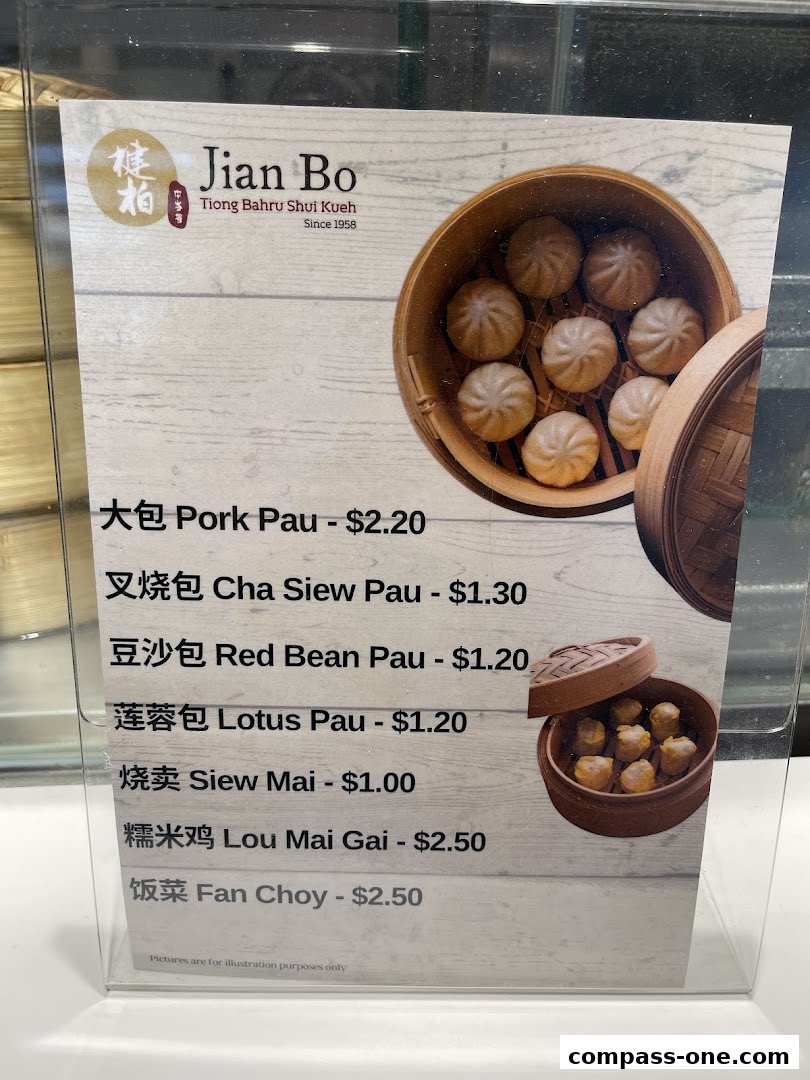 楗柏
Jian Bo
Tiong Bahru Shui Kueh
Since 1958
大包 Pork Pau - $2.20
叉烧包 Cha Siew Pau - $1.30
豆沙包 Red Bean Pau - $1.20
莲蓉包 Lotus Pau - $1.20
烧卖 Siew Mai - $1.00
糯米鸡 Lou Mai Gai - $2.50
饭菜 Fan Choy - $2.50
Pictures are for illustration purposes only
compass-one.com